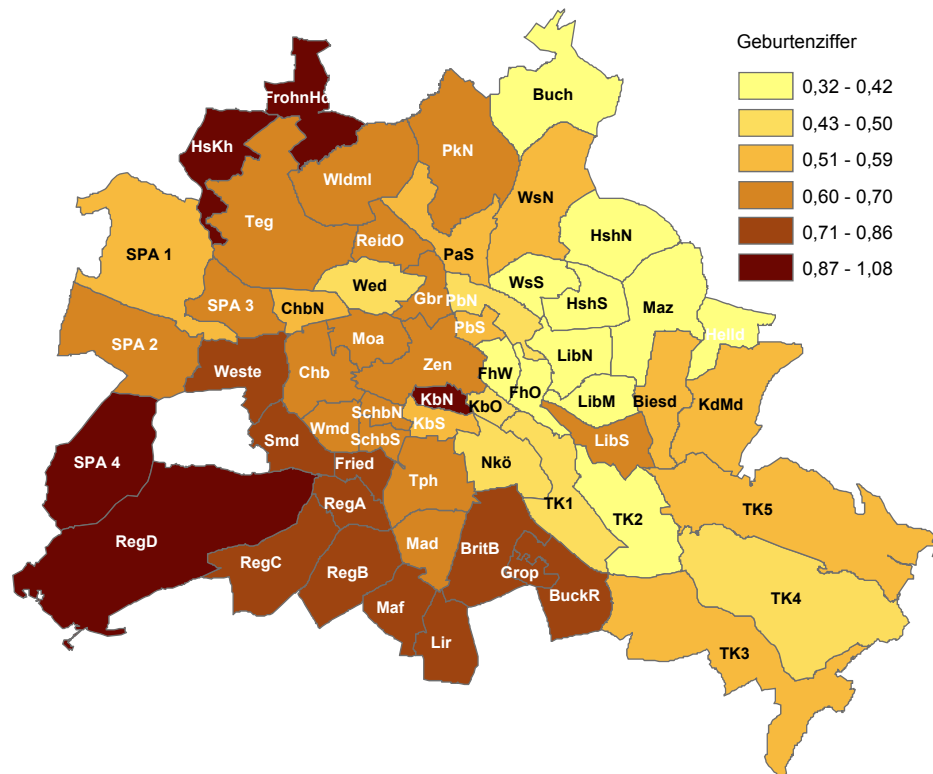 Geburtenziffer
0,32 - 0,42
0,43 - 0,50
0,51 - 0,59
0,60 - 0,70
0,71 - 0,86
0,87 - 1,08
Buch
FrohnHd
HsKh
PkN
Wldml
WsN
Teg
HshN
ReidO
PaS
SPA 1
WsS
Wed
HshS
Maz
Gbr
PbN
SPA 3
ChbN
PbS
Helld
Moa
SPA 2
LibN
Zen
Weste
Chb
FhW
FhO
KbN
LibM
Biesd
KdMd
KbO
SchbN
KbS
Wmd
Smd
SchbS
LibS
SPA 4
Fried
Nkö
Tph
RegA
TK1
TK5
TK2
RegD
Mad
BritB
RegC
RegB
Grop
BuckR
TK4
Maf
Lir
TK3